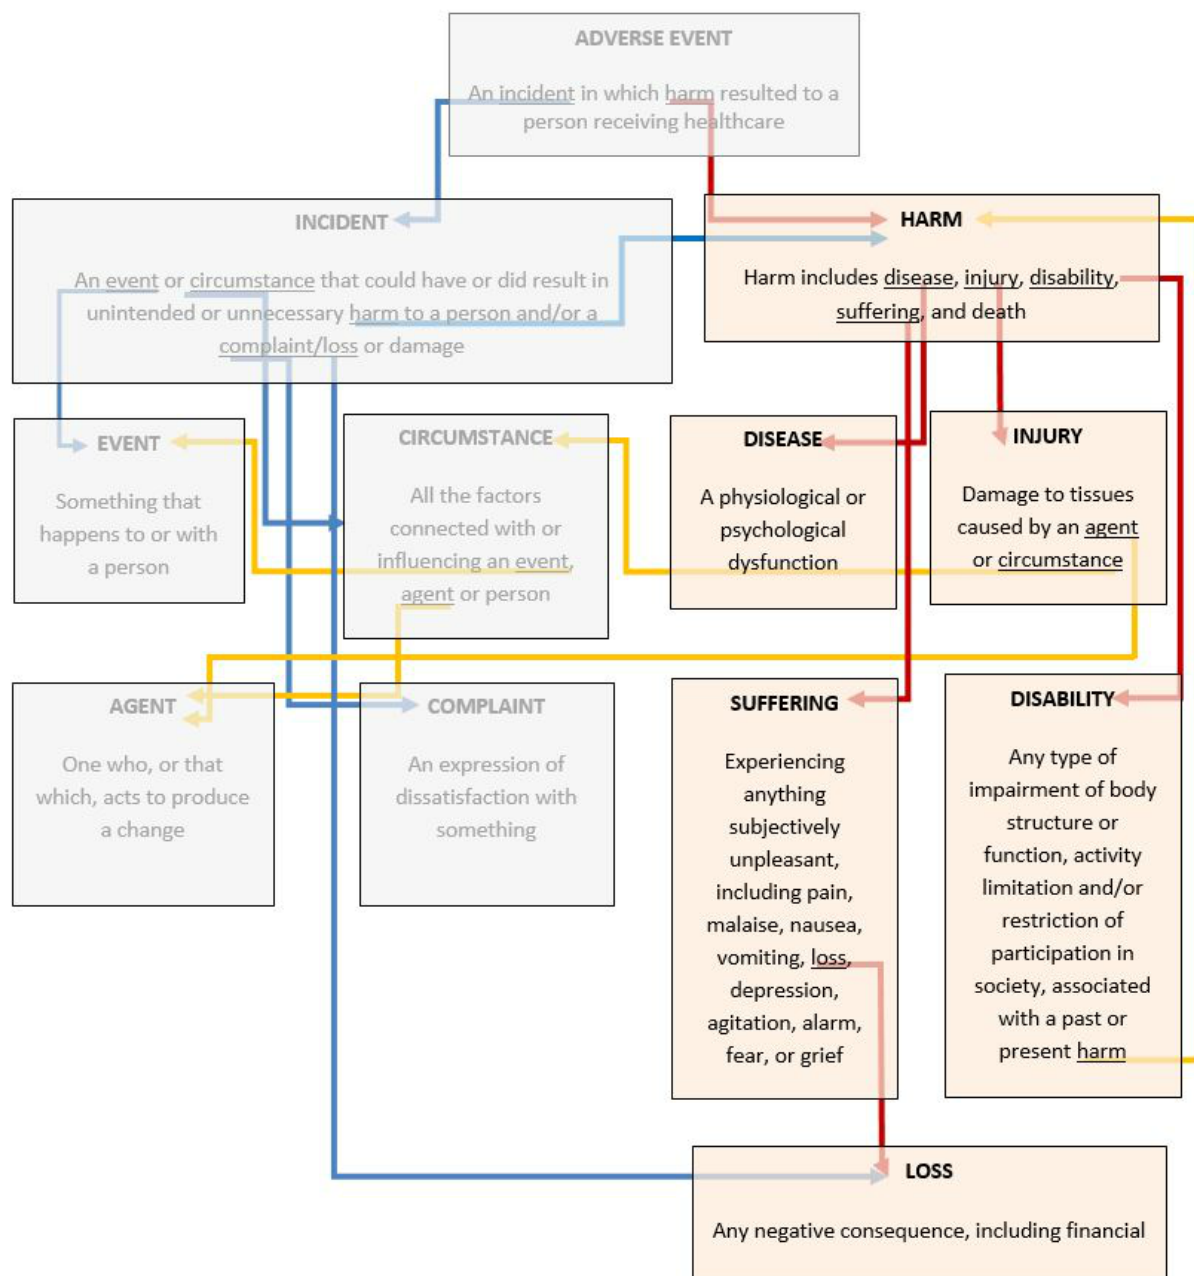 ADVERSE EVENT
An incident in which harm resulted to a
person receiving healthcare
INCIDENT
An event or circumstance that could have or did result in
unintended or unnecessary harm to a person and/or a
complaint/loss or damage
HARM
Harm includes disease, injury, disability,
suffering, and death
EVENT
Something that
happens to or with
a person
CIRCUMSTANCE
All the factors
connected with or
influencing an event,
agent or person
DISEASE
A physiological or
psychological
dysfunction
INJURY
Damage to tissues
caused by an agent
or circumstance
AGENT
One who, or that
which, acts to produce
a change
COMPLAINT
An expression of
dissatisfaction with
something
SUFFERING
Experiencing
anything
subjectively
unpleasant,
including pain,
malaise, nausea,
vomiting, loss,
depression,
agitation, alarm,
fear, or grief
DISABILITY
Any type of
impairment of body
structure or
function, activity
limitation and/or
restriction of
participation in
society, associated
with a past or
present harm
LOSS
Any negative consequence, including financial